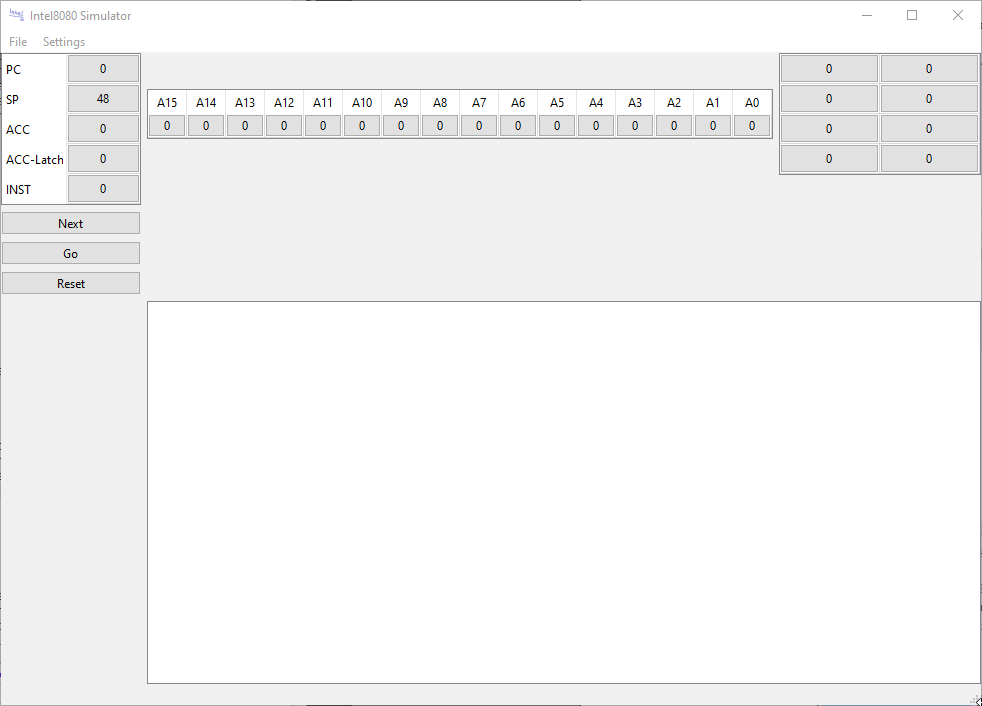 Intel8080 Simulator
File Settings
PC 0
SP 48
ACC 0
ACC-Latch 0
INST 0
Next
Go
Reset
A15 A14 A13 A12 A11 A10 A9 A8 A7 A6 A5 A4 A3 A2 A1 A0
0 0 0 0 0 0 0 0 0 0 0 0 0 0 0 0
0 0
0 0
0 0
0 0